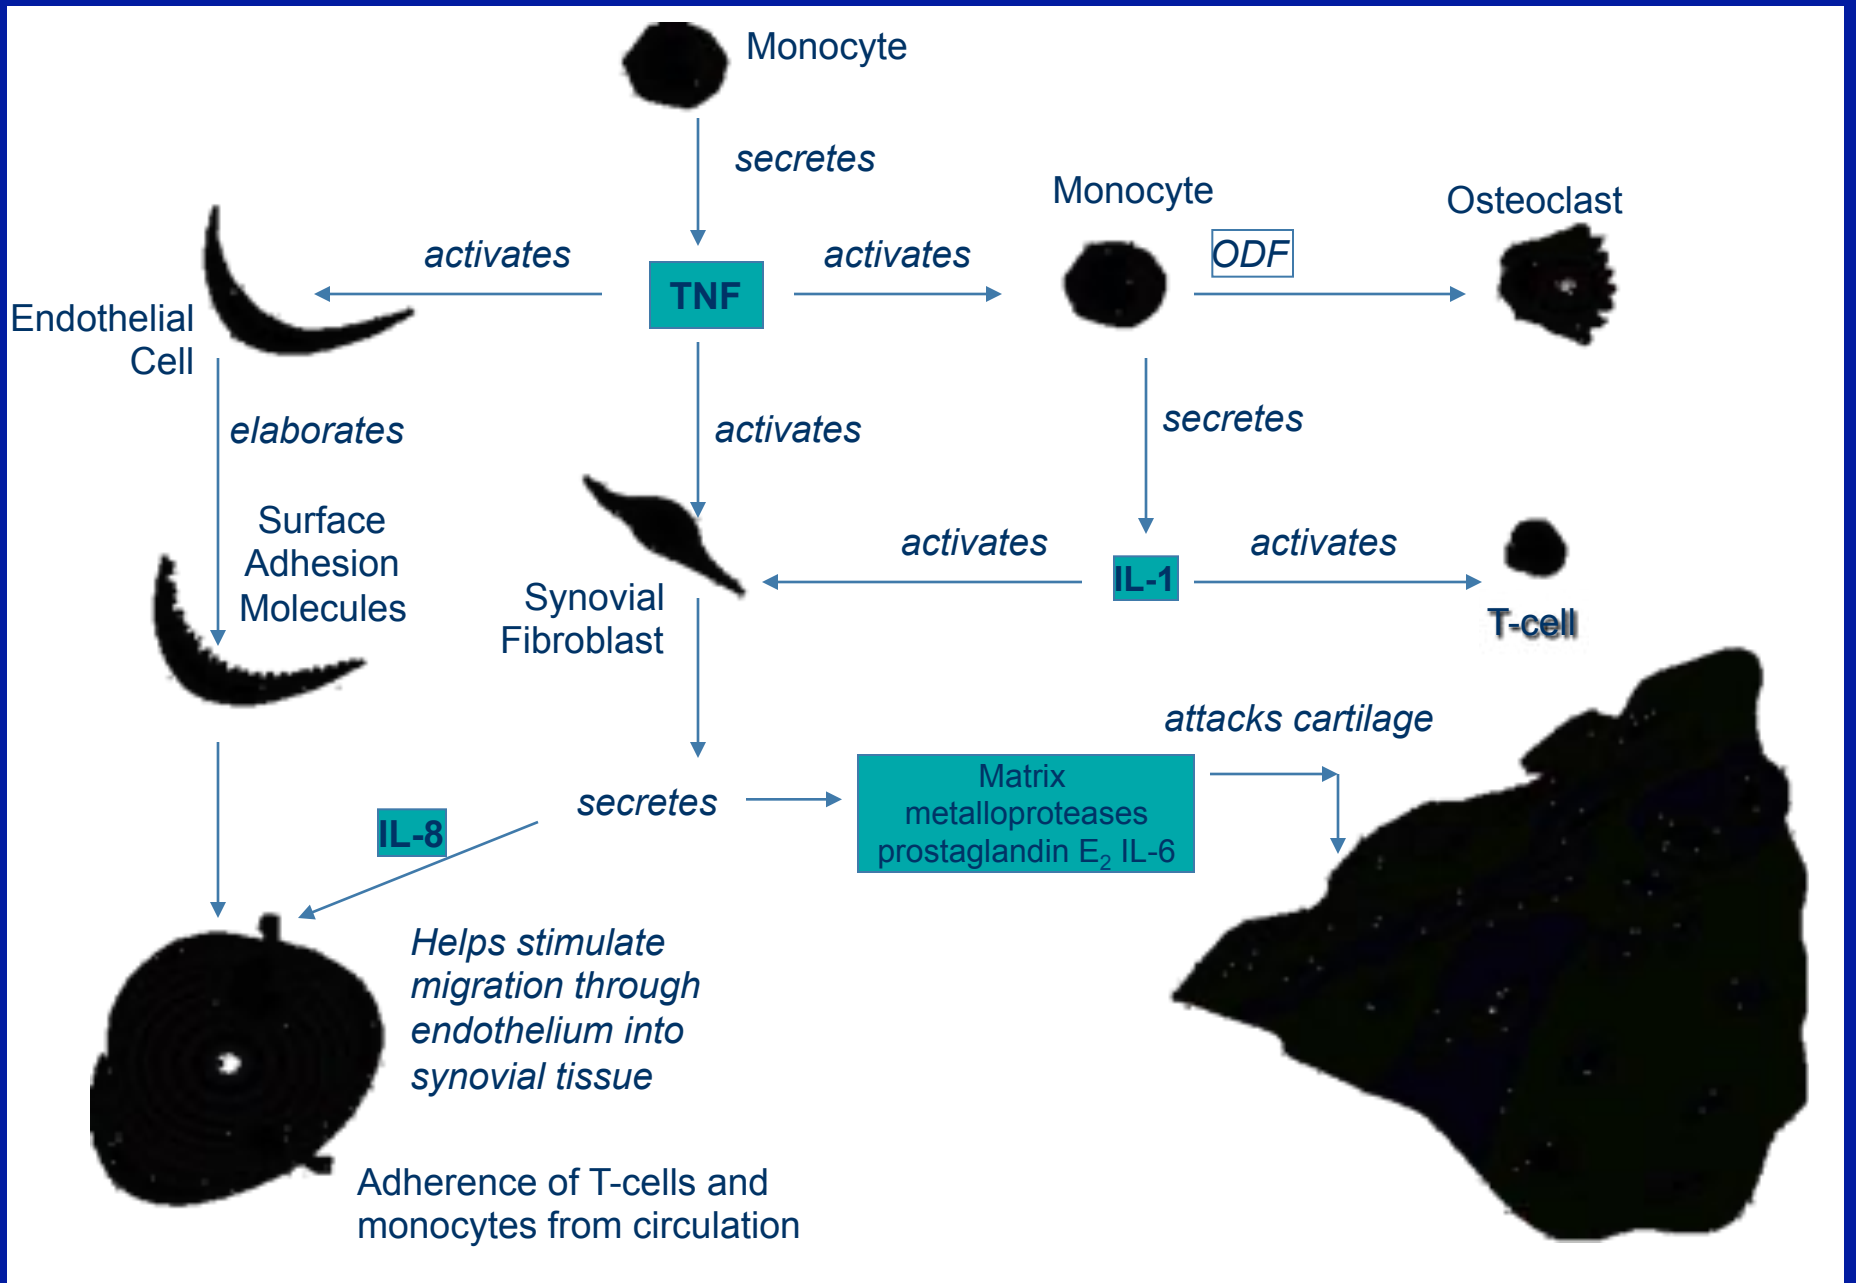 Monocyte
secretes
Monocyte
Osteoclast
activates
activates
ODF
TNF
Endothelial
Cell
elaborates
activates
secretes
Surface
Adhesion
Molecules
activates
activates
IL-1
Synovial
Fibroblast
T-cell
attacks cartilage
secretes
Matrix
metalloproteases
prostaglandin E₂ IL-6
IL-8
Helps stimulate
migration through
endothelium into
synovial tissue
Adherence of T-cells and
monocytes from circulation